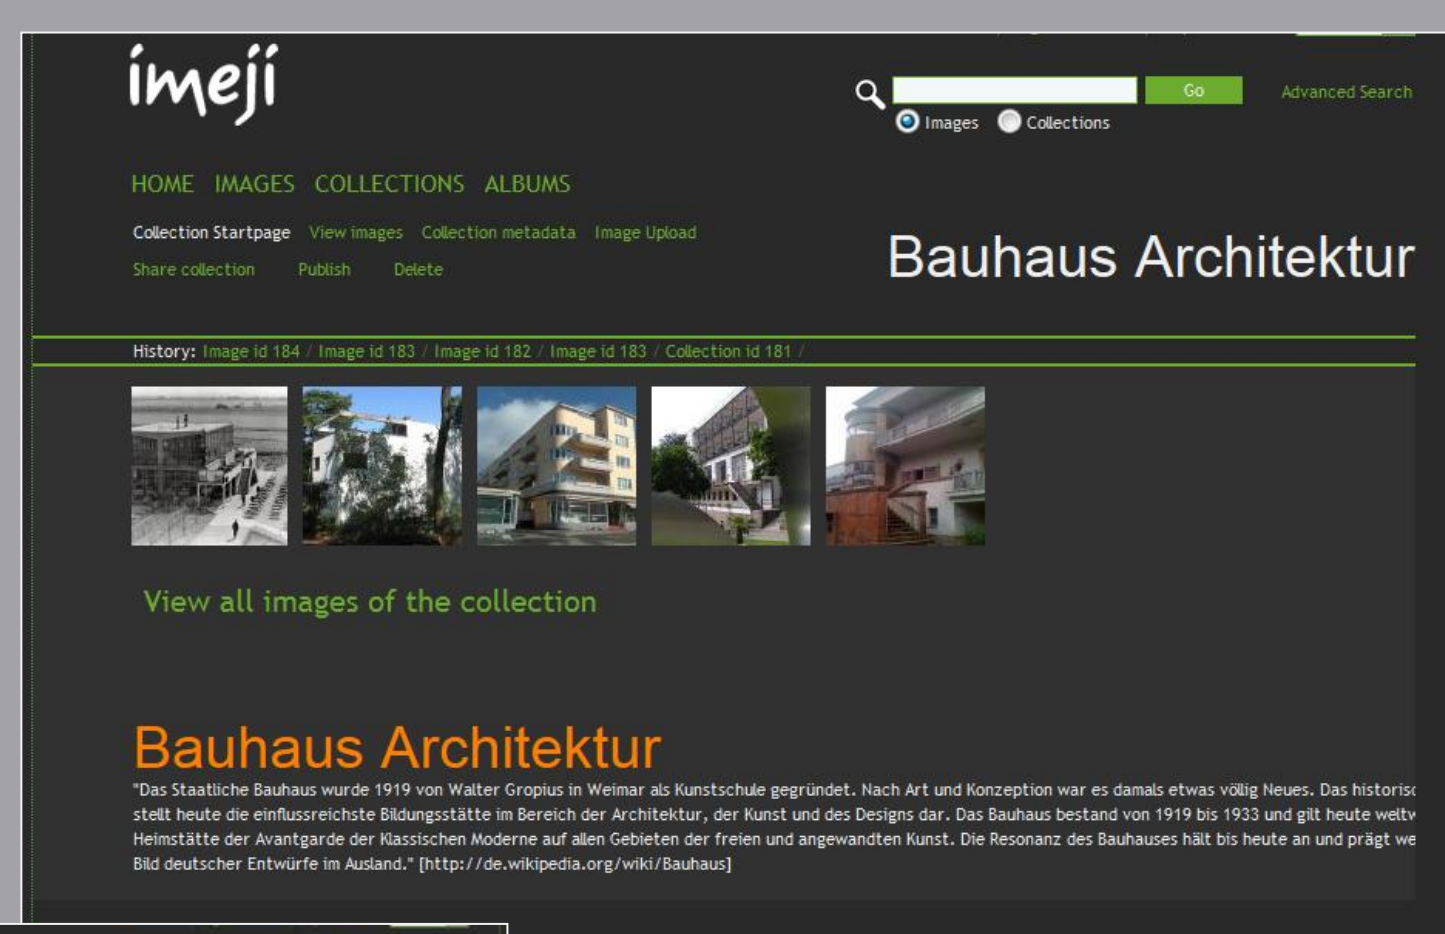 imeji
Go Advanced Search
Images Collections
HOME IMAGES COLLECTIONS ALBUMS
Collection Startpage View images Collection metadata Image Upload
Share collection Publish Delete
Bauhaus Architektur
History: Image id 184 / Image id 183 / Image id 182 / Image id 183 / Collection id 181 /
View all images of the collection
Bauhaus Architektur
"Das Staatliche Bauhaus wurde 1919 von Walter Gropius in Weimar als Kunstschule gegründet. Nach Art und Konzeption war es damals etwas völlig Neues. Das
stellt heute die einflussreichste Bildungsstätte im Bereich der Architektur, der Kunst und des Designs dar. Das Bauhaus bestand von 1919 bis 1933 und gilt heute
Heimstätte der Avantgarde der Klassischen Moderne auf allen Gebieten der freien und angewandten Kunst. Die Resonanz des Bauhauses hält bis heute an und prägt
Bild deutscher Entwürfe im Ausland." [http://de.wikipedia.org/wiki/Bauhaus]